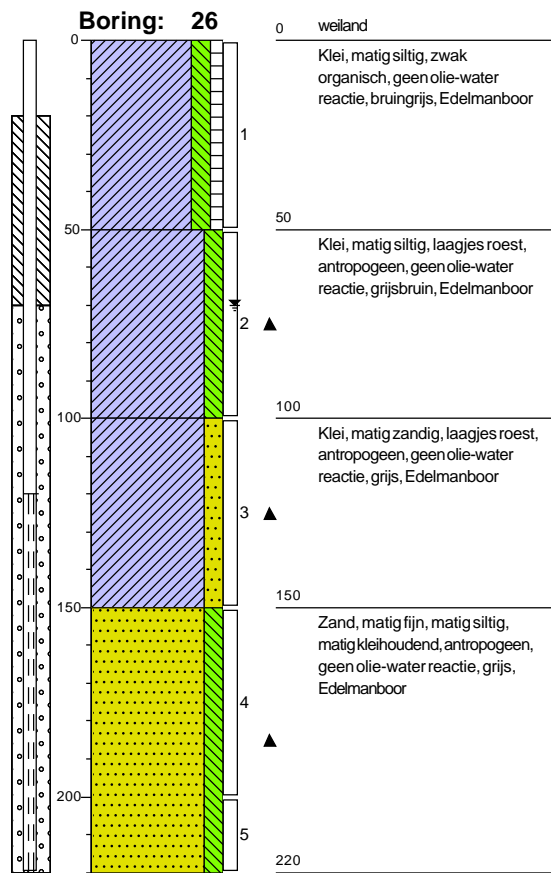 Boring: 26
0
0
weiland
Klei, matig siltig, zwak
organisch, geen olie-water
reactie, bruingrijs, Edelmanboor
1
50
50
Klei, matig siltig, laagjes roest,
antropogeen, geen olie-water
reactie, grijsbruin, Edelmanboor
2
100
100
Klei, matig zandig, laagjes roest,
antropogeen, geen olie-water
reactie, grijs, Edelmanboor
3
150
150
Zand, matig fijn, matig siltig,
matig kleihoudend, antropogeen,
geen olie-water reactie, grijs,
Edelmanboor
4
200
5
220